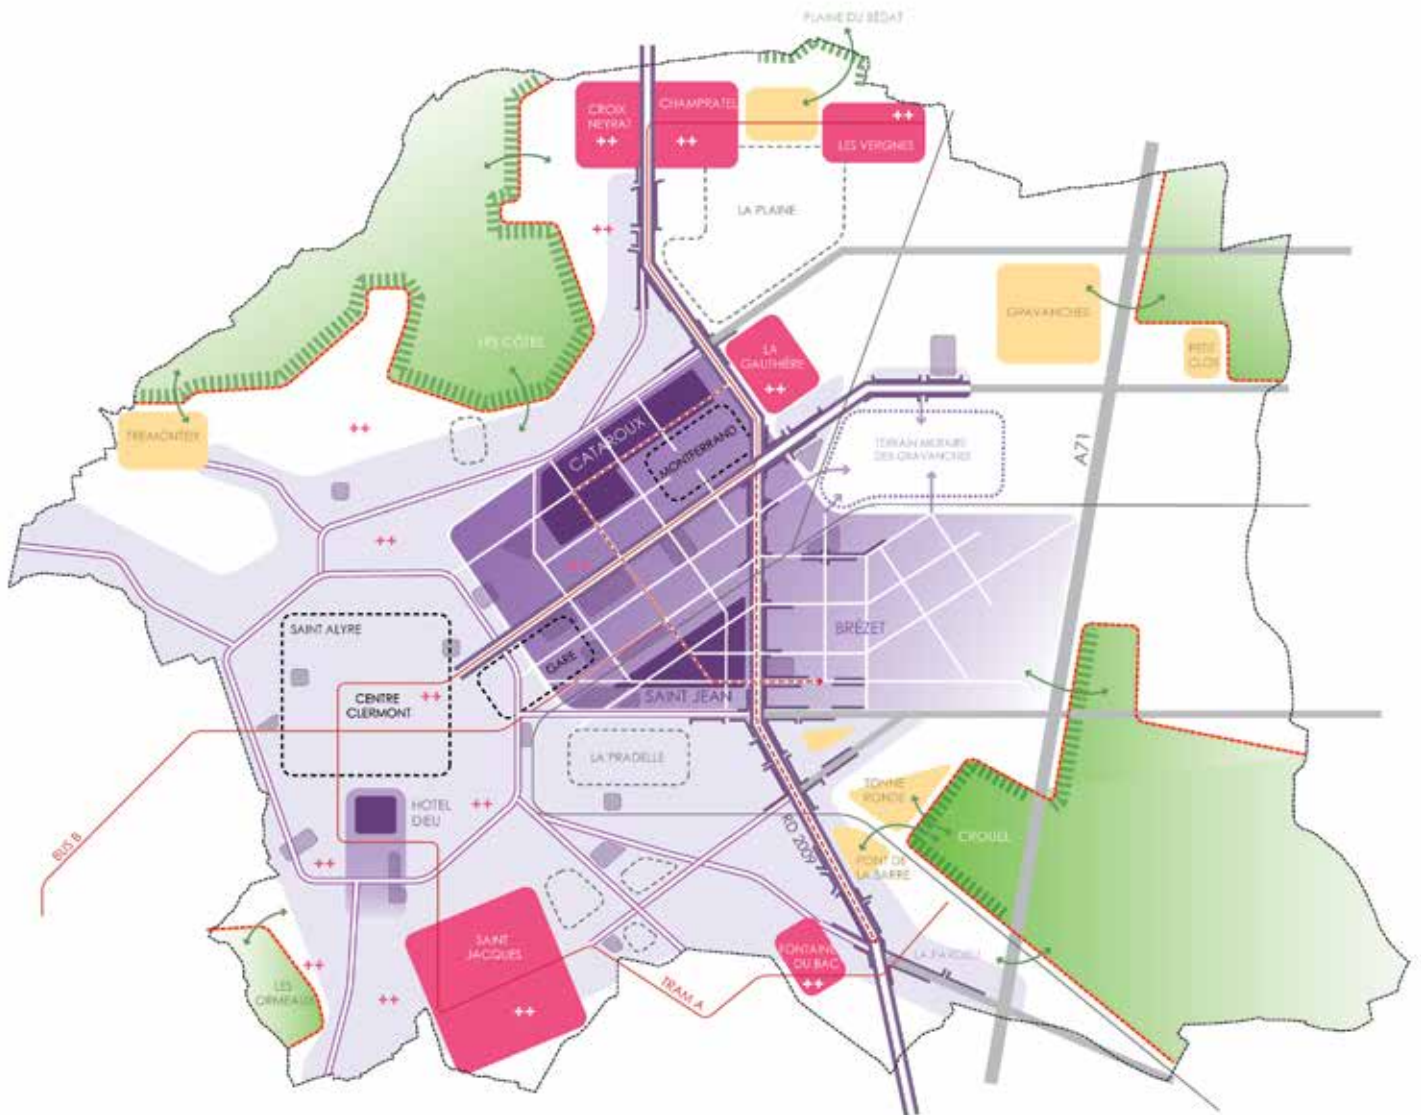 PLAINE DU BÉDAT
CROIX
NEYRAT
CHAMPRATEL
LES VERGNES
LA PLAINE
GRAVANCHES
PETIT
CLOS
LES CÔTES
LA
GAUTHIÈRE
TREMONTEIX
CATAROUX
MONTFERRAND
TERRAIN MILITAIRE
DES GRAVANCHES
A71
SAINT ALYRE
BRÉZET
GARE
CENTRE
CLERMONT
SAINT JEAN
LA PRADELLE
HOTEL
DIEU
TONNE
RONDE
BUS B
RD 2009
CROUEL
PONT DE
LA BARRE
SAINT
JACQUES
FONTAINE
DU BAC
LES
ORMEAUX
TRAM A